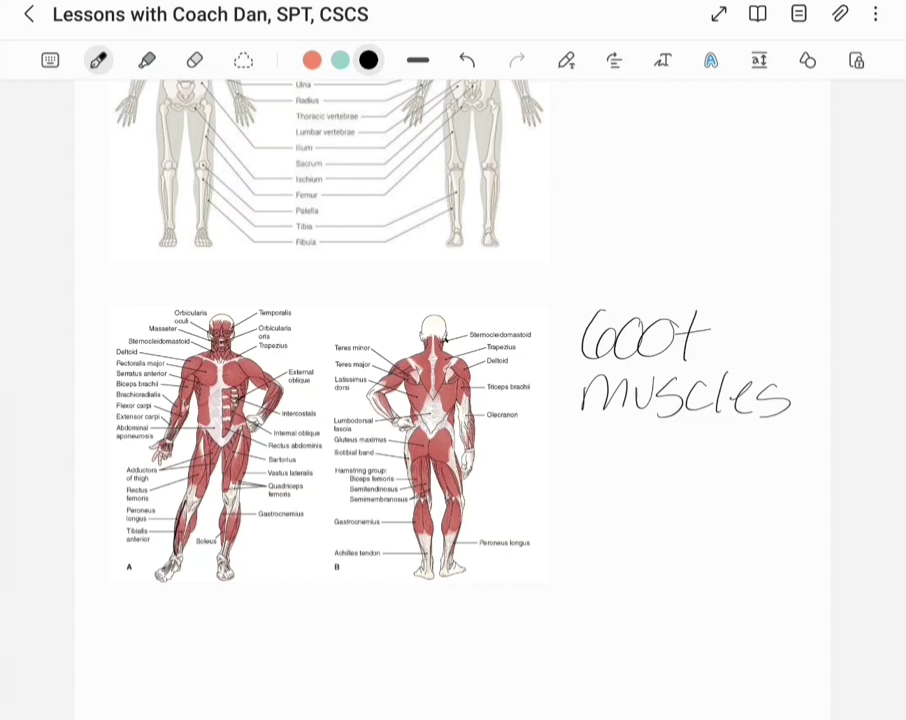 Lessons with Coach Dan, SPT, CSCS
Ulna
Radius
Thoracic vertebrae
Lumbar vertebrae
Ilium
Sacrum
Ischium
Femur
Patella
Tibia
Fibula
Orbicularis
oculi
Masseter
Sternocleidomastoid
Deltoid
Pectoralis major
Serratus anterior
Biceps brachii
Brachioradialis
Flexor carpi
Extensor carpi
Abdominal
aponeurosis
Adductors
of thigh
Rectus
femoris
Peroneus
longus
Tibialis
anterior
Temporalis
Orbicularis
oris
Trapezius
External
oblique
Intercostals
Internal oblique
Rectus abdominis
Sartorius
Vastus lateralis
Quadriceps
femoris
Gastrocnemius
Soleus
A
Teres minor
Teres major
Latissimus
dorsi
Lumbodorsal
fascia
Gluteus maximus
Iliotibial band
Hamstring group:
Biceps femoris
Semitendinosus
Semimembranosus
Gastrocnemius
Achilles tendon
B
Sternocleidomastoid
Trapezius
Deltoid
Triceps brachii
Olecranon
Peroneus longus
600+
muscles